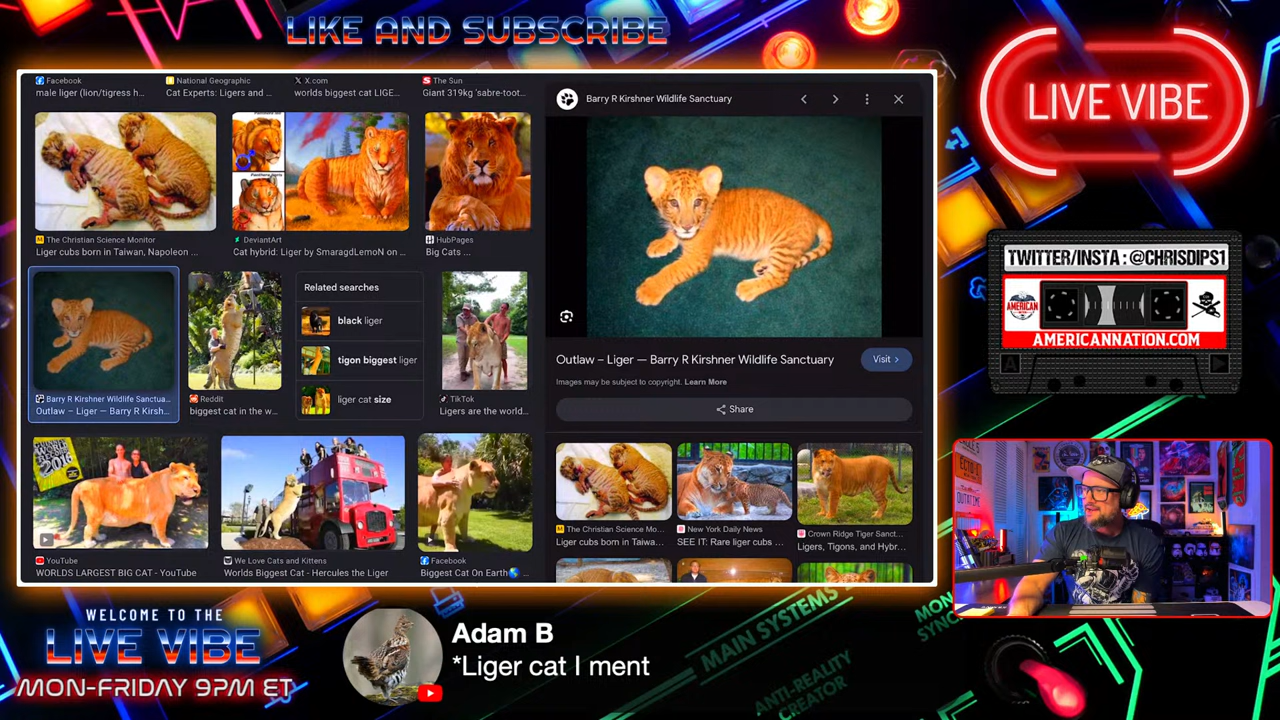 LIKE AND SUBSCRIBE
Facebook
male liger (lion/tigress h...
National Geographic
Cat Experts: Ligers and ...
X.com
worlds biggest cat LIGE...
The Sun
Giant 319kg 'sabre-toot...
The Christian Science Monitor
Liger cubs born in Taiwan, Napoleon ...
DeviantArt
Cat hybrid: Liger by SmaragdLemoN on ...
HubPages
Big Cats ...
Barry R Kirshner Wildlife Sanctua...
Outlaw – Liger — Barry R Kirsh...
Reddit
biggest cat in the w...
Related searches
black liger
tigon biggest liger
liger cat size
TikTok
Ligers are the world...
YouTube
WORLDS LARGEST BIG CAT - YouTube
We Love Cats and Kittens
Worlds Biggest Cat - Hercules the Liger
Facebook
Biggest Cat On Earth🌎 ...
Barry R Kirshner Wildlife Sanctuary
Outlaw – Liger — Barry R Kirshner Wildlife Sanctuary
Visit >
Images may be subject to copyright. Learn More
Share
The Christian Science Mo...
Liger cubs born in Taiwa...
New York Daily News
SEE IT: Rare liger cubs ...
Crown Ridge Tiger Sanct...
Ligers, Tigons, and Hybr...
LIVE VIBE
TWITTER/INSTA : @CHRISDIPS1
AMERICAN
AMERICANNATION.COM
A
WELCOME TO THE
LIVE VIBE
MON-FRIDAY 9PM ET
Adam B
*Liger cat I ment
MAIN SYSTEMS
ANTI-REALITY
CREATOR